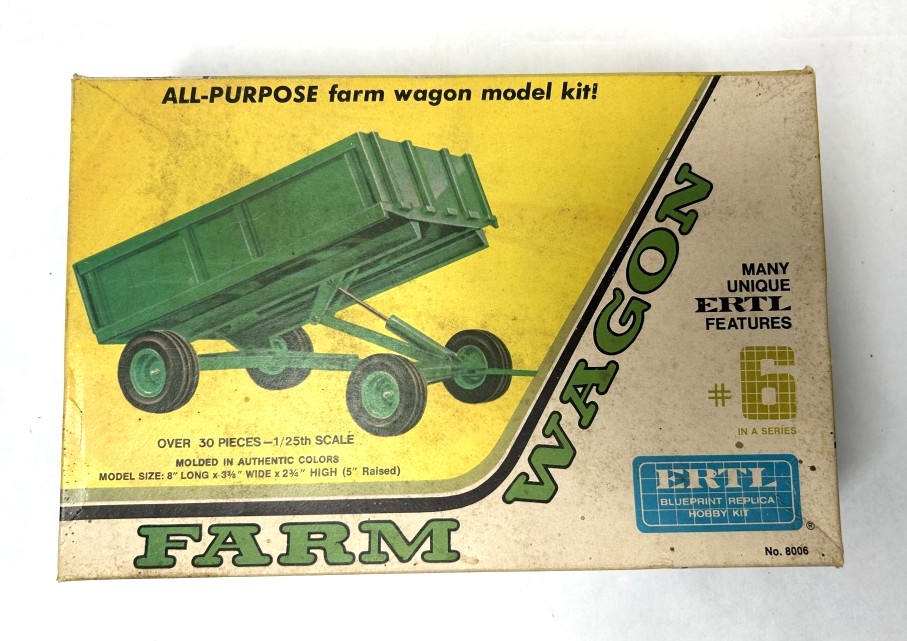 ALL-PURPOSE farm wagon model kit!
MANY
UNIQUE
ERTL
FEATURES
#6
IN A SERIES
OVER 30 PIECES–1/25th SCALE
MOLDED IN AUTHENTIC COLORS
MODEL SIZE: 8" LONG x 3⅜" WIDE x 2¾" HIGH (5" Raised)
FARM WAGON
ERTL
BLUEPRINT REPLICA
HOBBY KIT
®
No. 8006